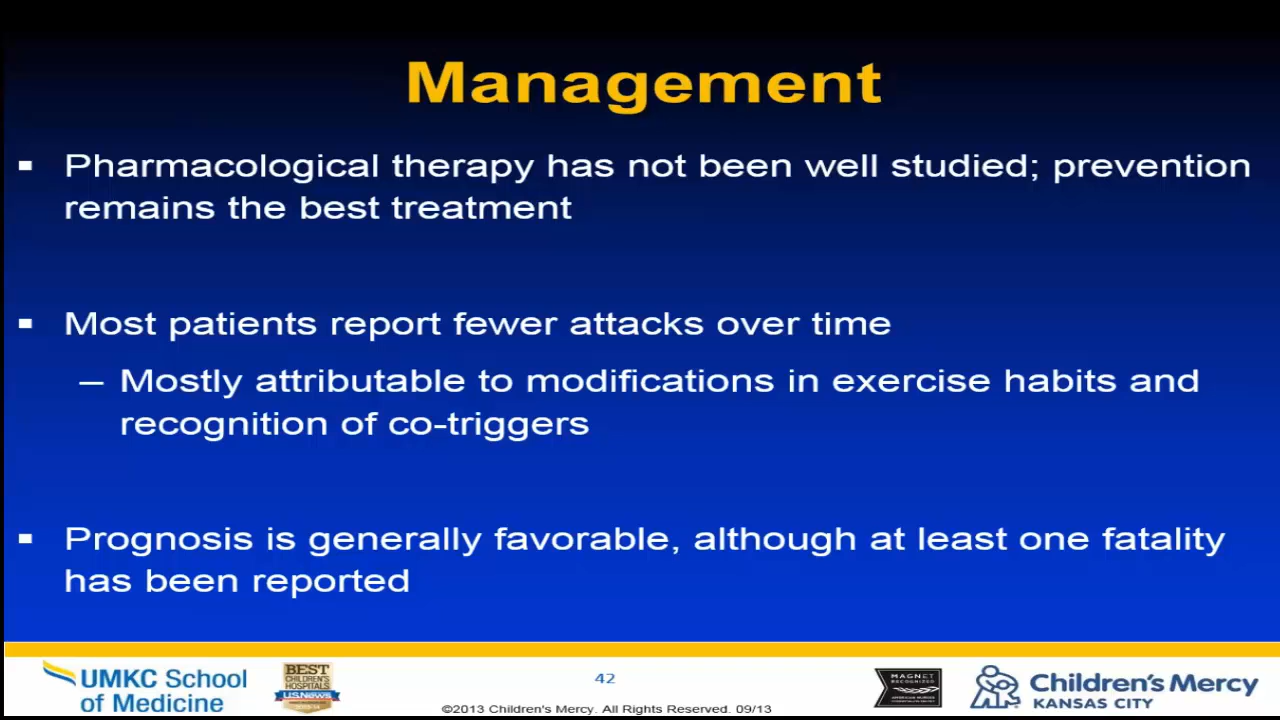 Management
▪ Pharmacological therapy has not been well studied; prevention
remains the best treatment
▪ Most patients report fewer attacks over time
– Mostly attributable to modifications in exercise habits and
recognition of co-triggers
▪ Prognosis is generally favorable, although at least one fatality
has been reported
UMKC School
of Medicine
BEST
CHILDREN'S
HOSPITALS
U.S.News
42
©2013 Children's Mercy. All Rights Reserved. 09/13
MAGNET
RECOGNIZED
Children's Mercy
KANSAS CITY